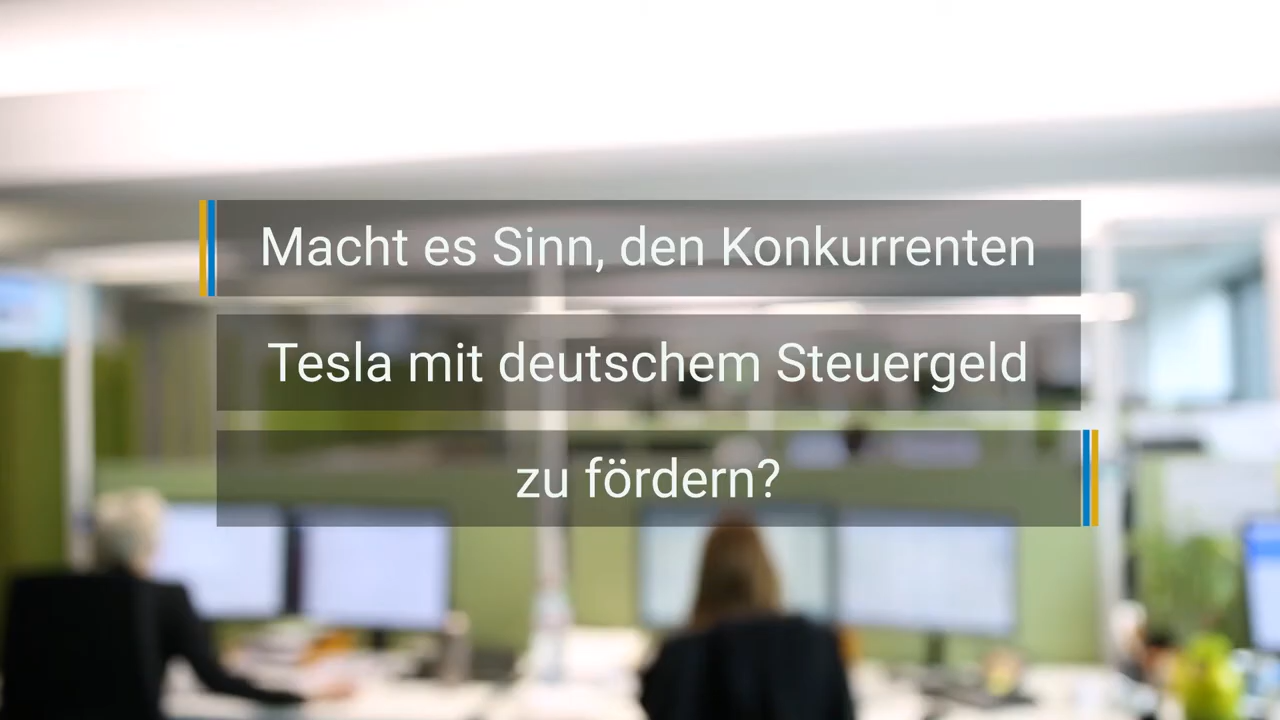 Macht es Sinn, den Konkurrenten
Tesla mit deutschem Steuergeld
zu fördern?